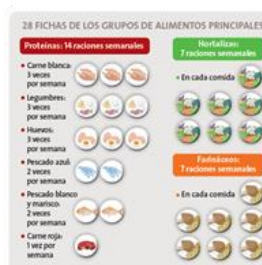 28 FICHAS DE LOS GRUPOS DE ALIMENTOS PRINCIPALES
Proteínas: 14 raciones semanales
• Carne blanca:
3 veces
por semana
• Legumbres:
3 veces
por semana
• Huevos:
3 veces
por semana
• Pescado azul:
2 veces
por semana
• Pescado blanco
y marisco:
2 veces
por semana
• Carne roja:
1 vez por
semana
Hortalizas:
7 raciones semanales
• En cada comida
Farináceos:
7 raciones semanales
• En cada comida